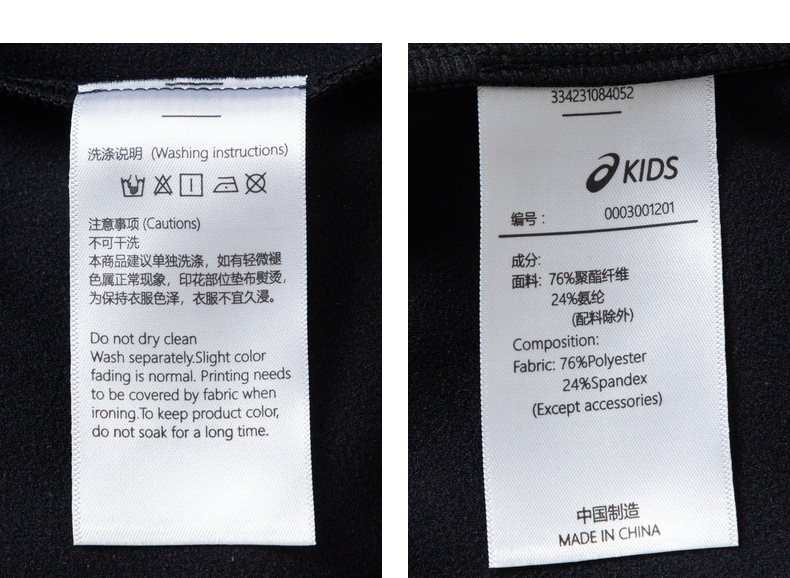 洗涤说明 (Washing instructions)
注意事项 (Cautions)
不可干洗
本商品建议单独洗涤，如有轻微褪
色属正常现象，印花部位垫布熨烫，
为保持衣服色泽，衣服不宜久浸。
Do not dry clean
Wash separately.Slight color
fading is normal. Printing needs
to be covered by fabric when
ironing.To keep product color,
do not soak for a long time.
334231084052
KIDS
编号： 0003001201
成分:
面料: 76%聚酯纤维
24%氨纶
(配料除外)
Composition:
Fabric: 76%Polyester
24%Spandex
(Except accessories)
中国制造
MADE IN CHINA